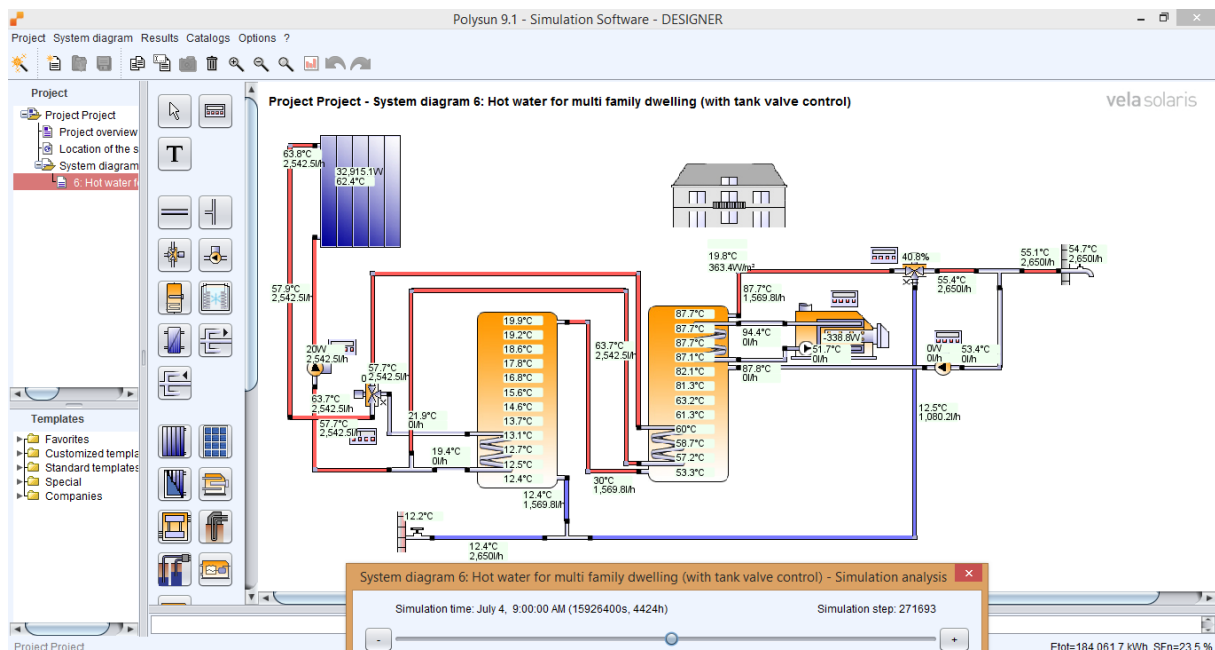 Polysun 9.1 - Simulation Software - DESIGNER
Project System diagram Results Catalogs Options ?
Project
Project Project
Project overview
Location of the s
System diagram
6: Hot water f
T
Templates
Favorites
Customized templa
Standard templates
Special
Companies
Project Project - System diagram 6: Hot water for multi family dwelling (with tank valve control)
velasolaris
63.8°C
2,542.5l/h
32,915.1W
62.4°C
57.9°C
2,542.5l/h
20W
2,542.5l/h
63.7°C
2,542.5l/h
57.7°C
2,542.5l/h
0
57.7°C
2,542.5l/h
21.9°C
0l/h
19.4°C
0l/h
19.9°C
19.2°C
18.6°C
17.8°C
16.8°C
15.6°C
14.6°C
13.7°C
13.1°C
12.7°C
12.5°C
12.4°C
12.4°C
1,569.8l/h
30°C
1,569.8l/h
63.7°C
2,542.5l/h
87.7°C
87.7°C
87.7°C
87.1°C
82.1°C
81.3°C
63.2°C
61.3°C
60°C
58.7°C
57.2°C
53.3°C
19.8°C
363.4W/m²
87.7°C
1,569.8l/h
94.4°C
0l/h
-338.8W
51.7°C
0l/h
87.8°C
0l/h
0W
0l/h
53.4°C
0l/h
40.8%
55.4°C
2,650l/h
55.1°C
2,650l/h
54.7°C
2,650l/h
12.5°C
1,080.2l/h
12.2°C
12.4°C
2,650l/h
System diagram 6: Hot water for multi family dwelling (with tank valve control) - Simulation analysis
Simulation time: July 4, 9:00:00 AM (15926400s, 4424h)
Simulation step: 271693
- +
Project Project
Etot=184,061.7 kWh, SFn=23.5 %